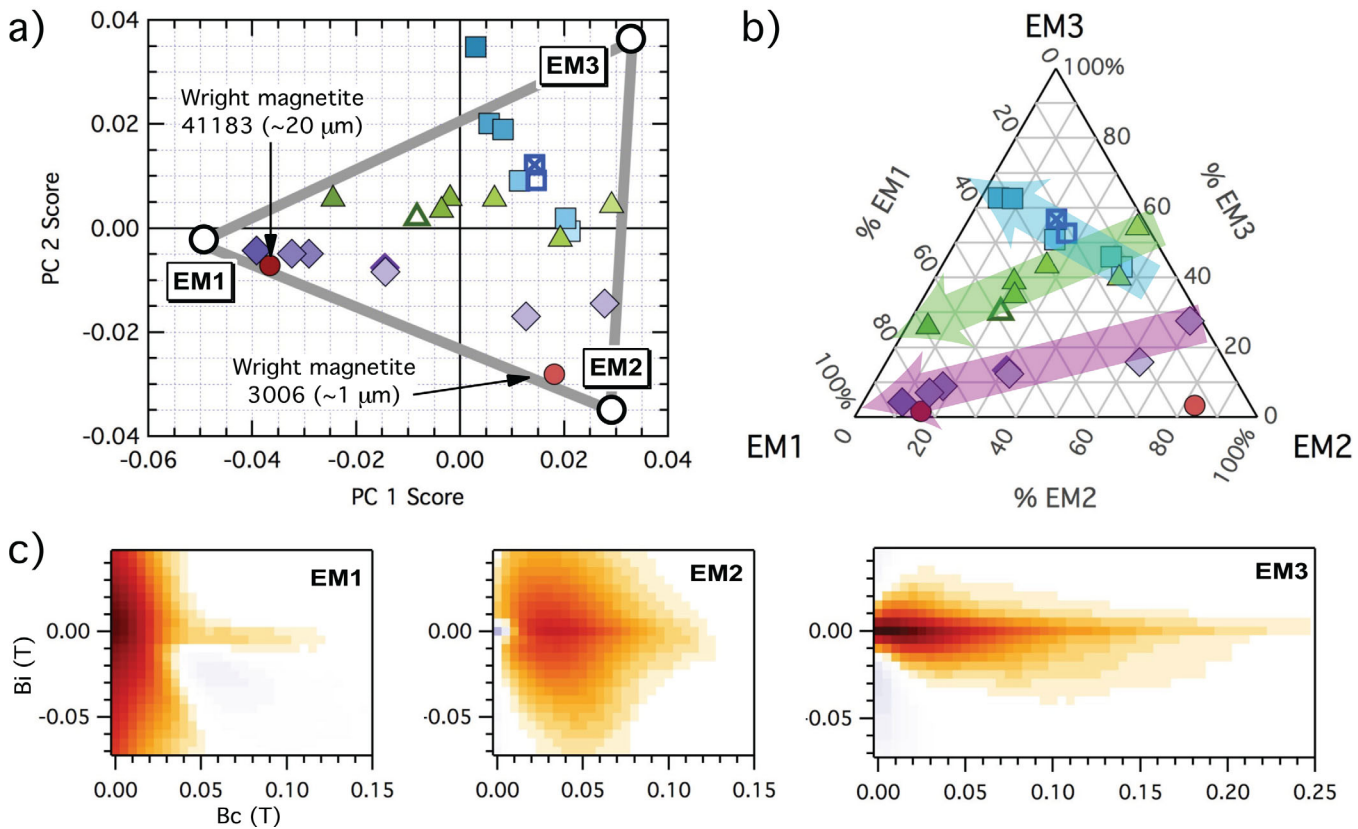 a)
PC 2 Score
0.04
0.02
0.00
-0.02
-0.04
Wright magnetite
41183 (~20 µm)
EM3
EM1
Wright magnetite
3006 (~1 µm)
EM2
-0.06
-0.04
-0.02
0.00
0.02
0.04
PC 1 Score
b)
EM3
0
100%
20
80
40
60
% EM1
% EM3
60
40
80
20
100%
0
0
20
40
60
80
100%
EM1
EM2
% EM2
c)
Bi (T)
0.00
-0.05
EM1
0.00
0.05
0.10
0.15
Bc (T)
0.00
-0.05
EM2
0.00
0.05
0.10
0.15
0.00
-0.05
EM3
0.00
0.05
0.10
0.15
0.20
0.25